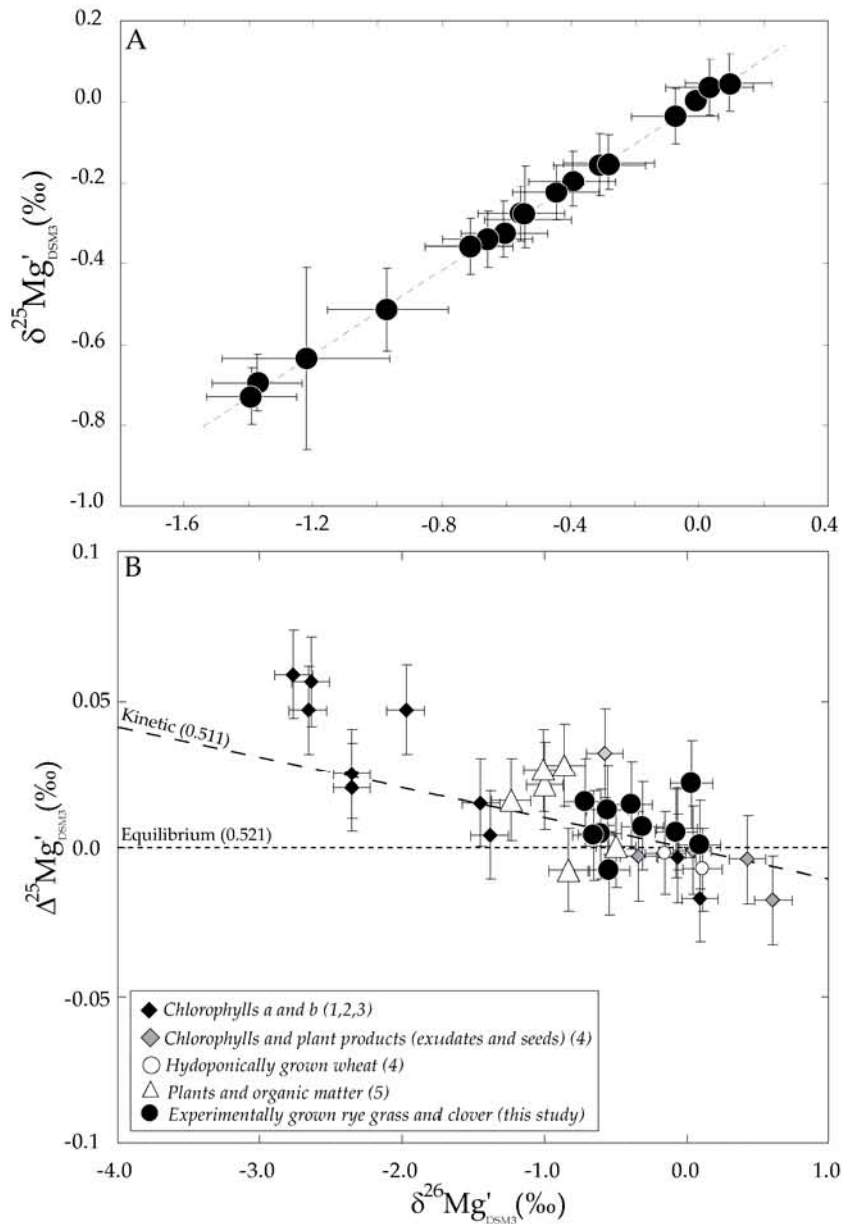 A
0.2
0.0
-0.2
-0.4
-0.6
-0.8
-1.0
δ25Mg'DSM3 (‰)
-1.6 -1.2 -0.8 -0.4 0.0 0.4
B
0.1
0.05
0.0
-0.05
-0.1
Δ25Mg'DSM3 (‰)
Kinetic (0.511)
Equilibrium (0.521)
Chlorophylls a and b (1,2,3)
Chlorophylls and plant products (exudates and seeds) (4)
Hydoponically grown wheat (4)
Plants and organic matter (5)
Experimentally grown rye grass and clover (this study)
-4.0 -3.0 -2.0 -1.0 0.0 1.0
δ26Mg'DSM3 (‰)